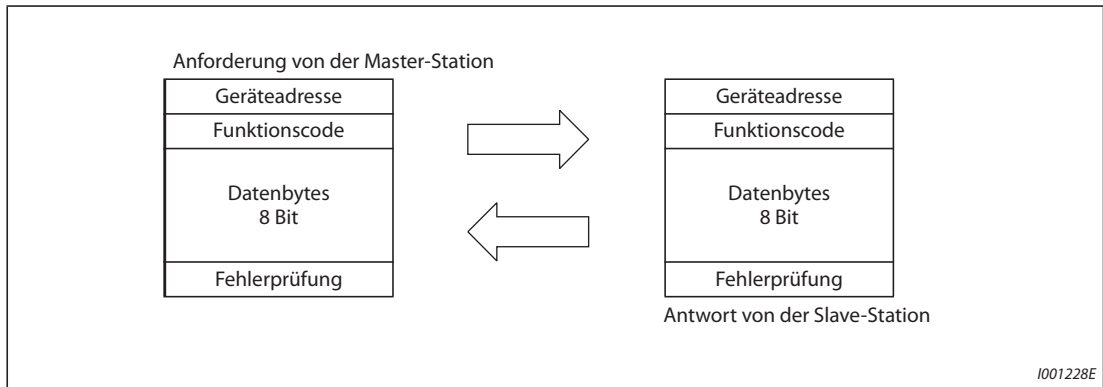 Anforderung von der Master-Station
Geräteadresse
Funktionscode
Datenbytes
8 Bit
Fehlerprüfung
Geräteadresse
Funktionscode
Datenbytes
8 Bit
Fehlerprüfung
Antwort von der Slave-Station
I001228E